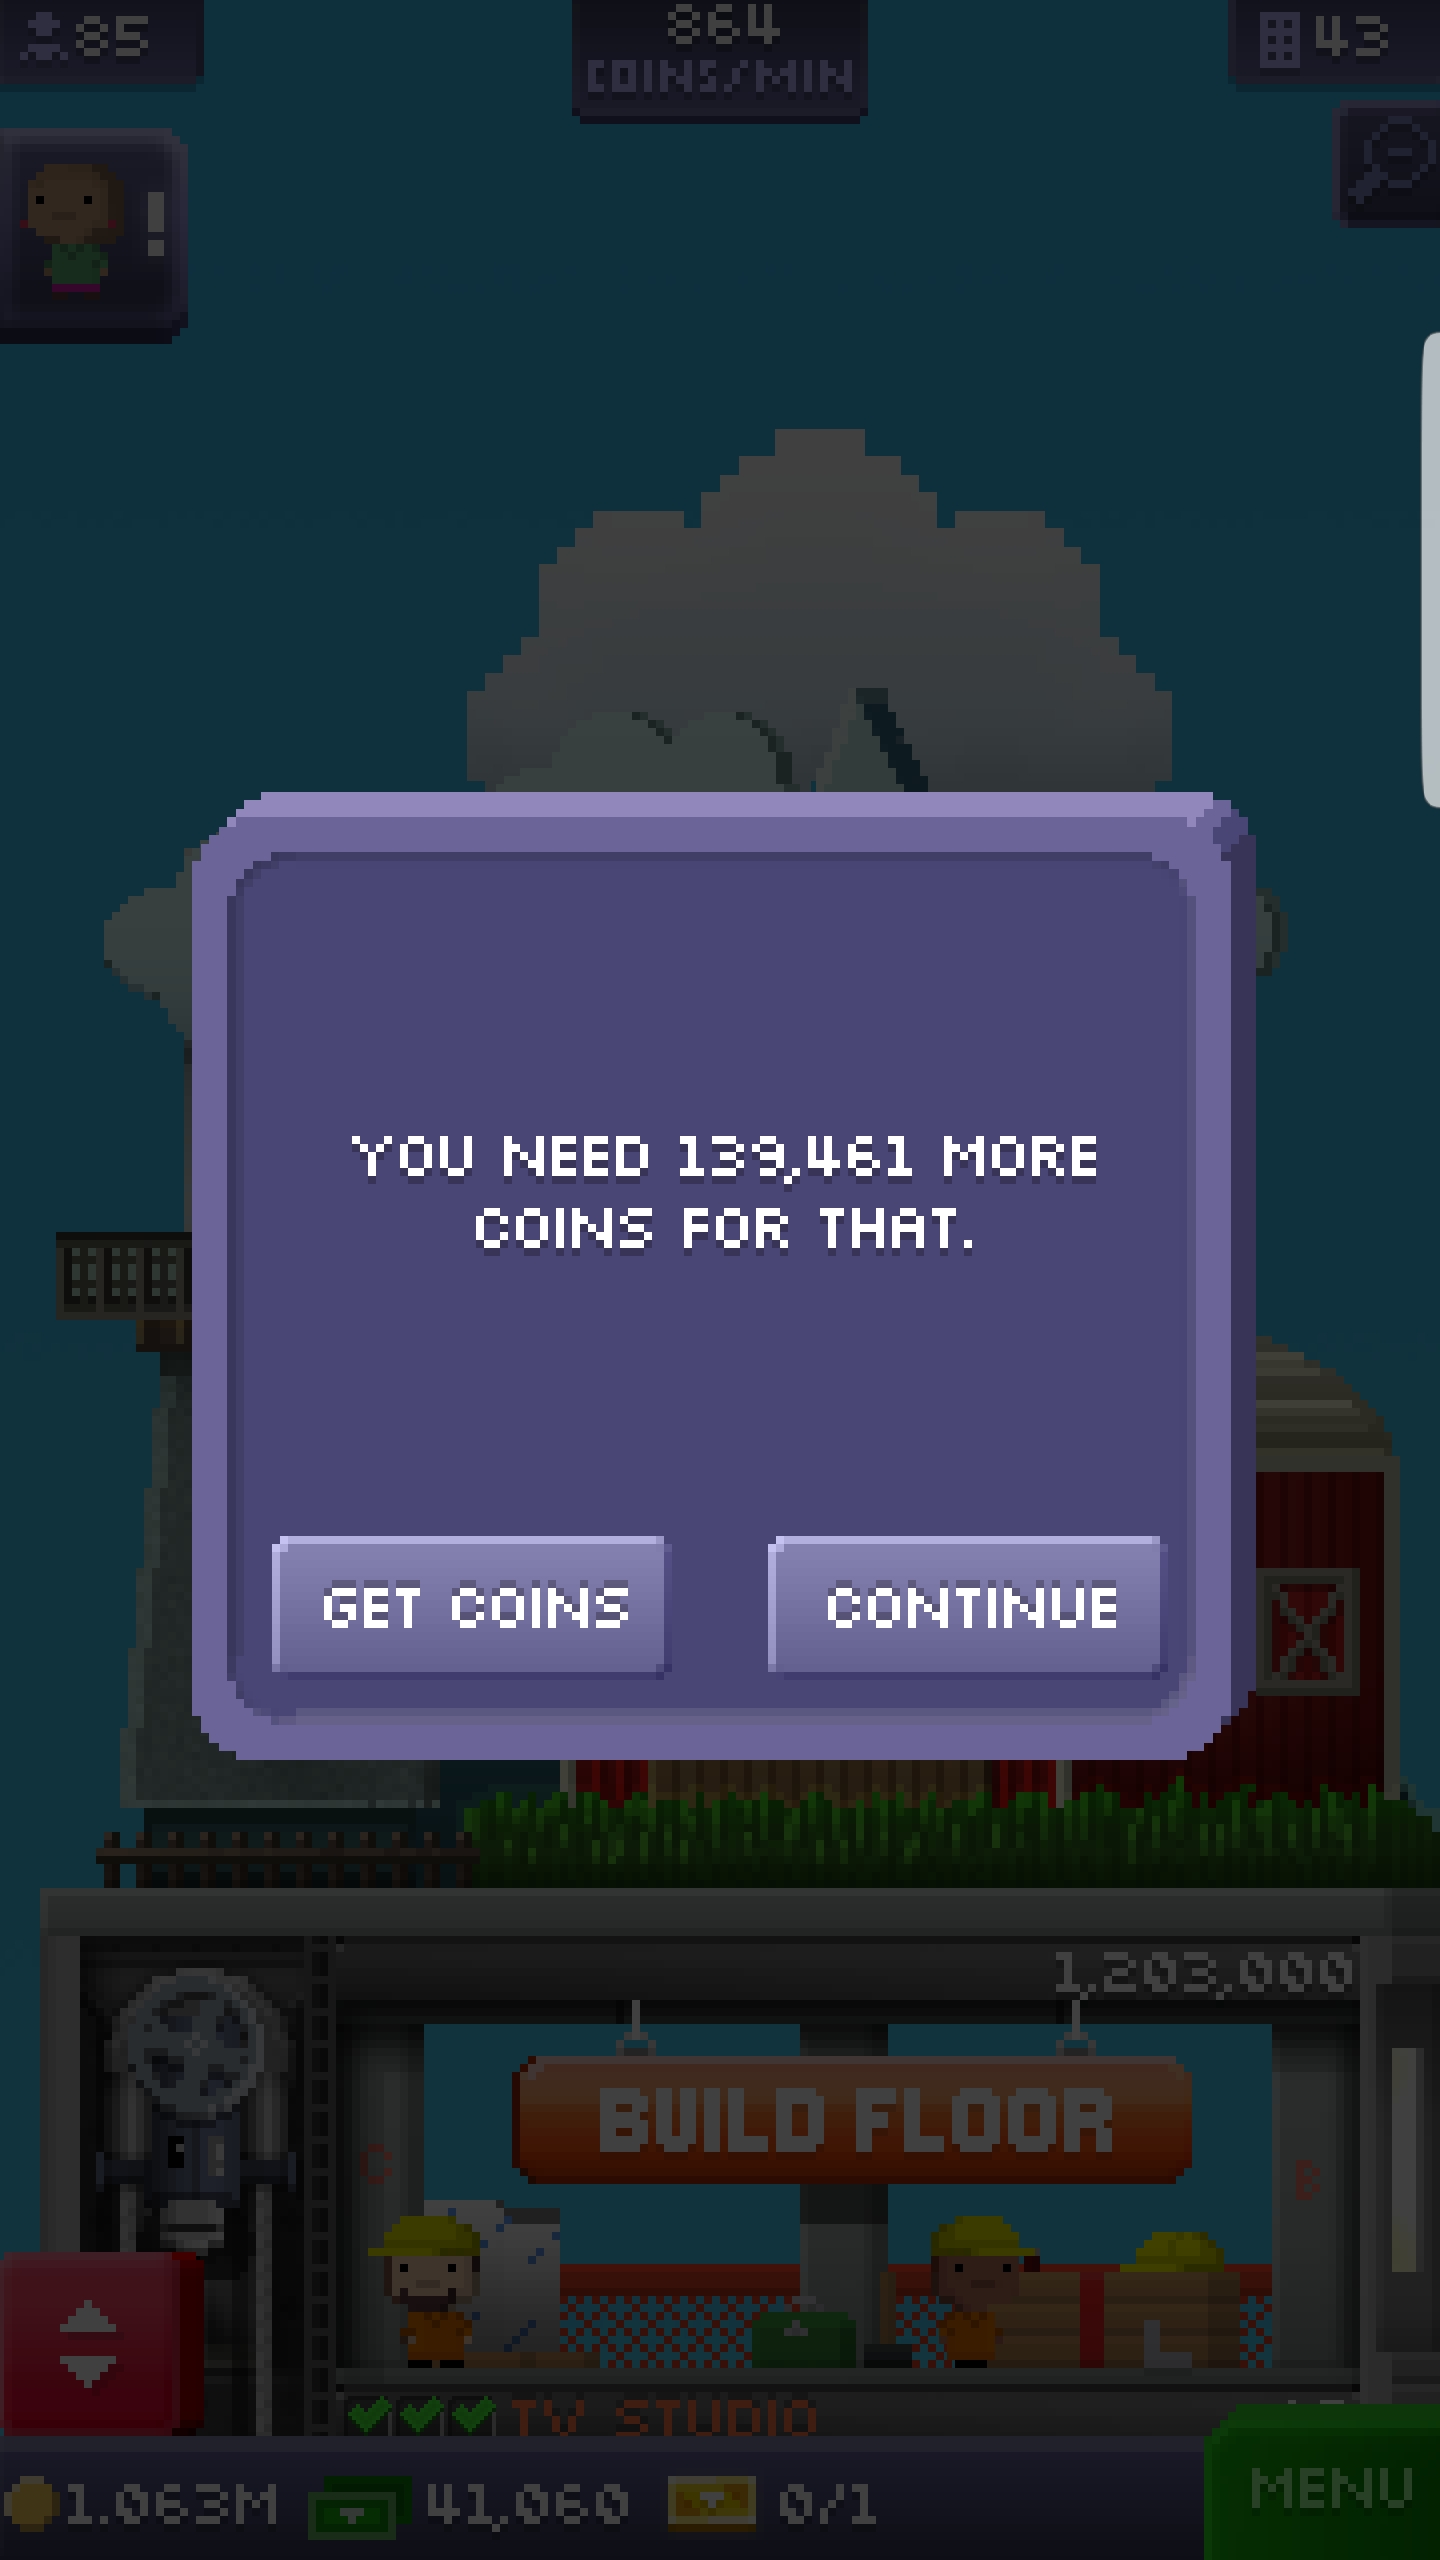 85
864
COINS/MIN
43
!
YOU NEED 139,461 MORE
COINS FOR THAT.
GET COINS
CONTINUE
1,203,000
BUILD FLOOR
C
B
TV STUDIO
1.063M
41,060
0/1
MENU